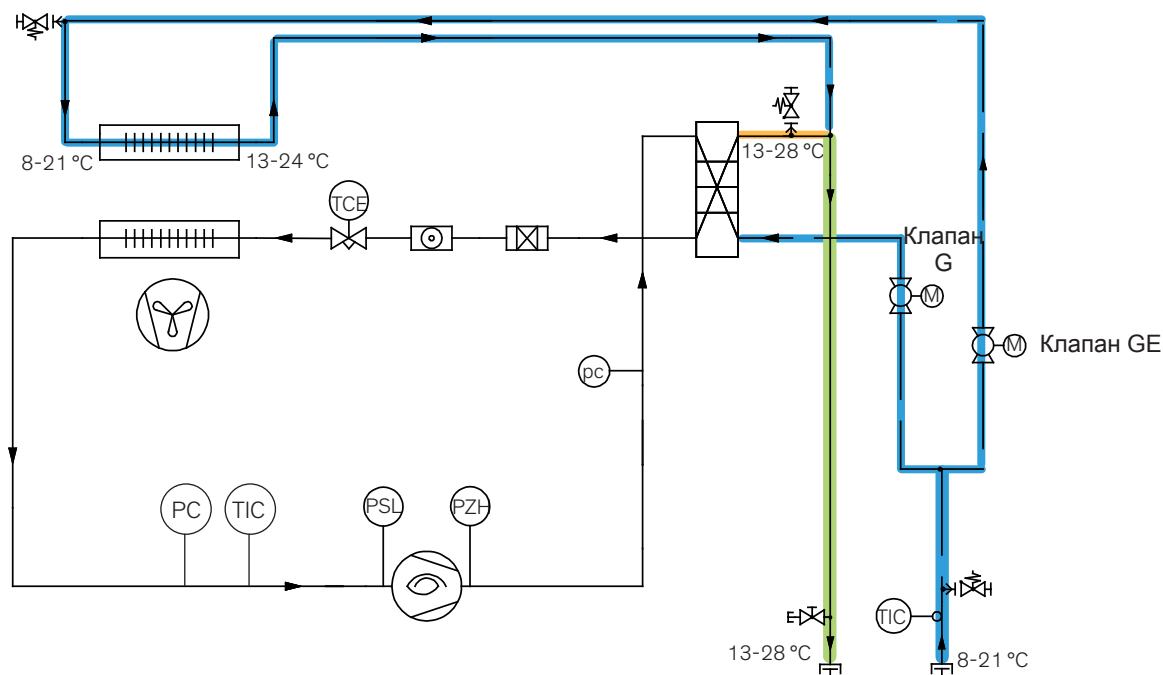 8-21 °C
13-24 °C
13-28 °C
TCE
Клапан
G
M
M
Клапан GE
pc
PC
TIC
PSL
PZH
TIC
13-28 °C
8-21 °C